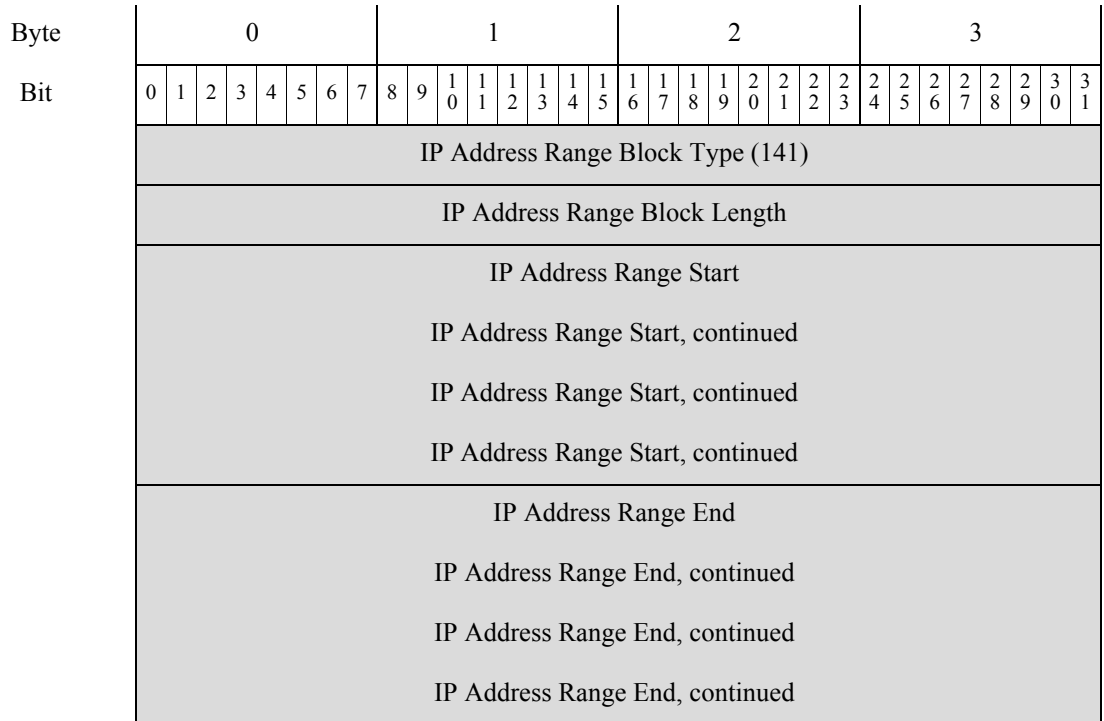 Byte 0 1 2 3
Bit 0 1 2 3 4 5 6 7 8 9 10 11 12 13 14 15 16 17 18 19 20 21 22 23 24 25 26 27 28 29 30 31
IP Address Range Block Type (141)
IP Address Range Block Length
IP Address Range Start
IP Address Range Start, continued
IP Address Range Start, continued
IP Address Range Start, continued
IP Address Range End
IP Address Range End, continued
IP Address Range End, continued
IP Address Range End, continued